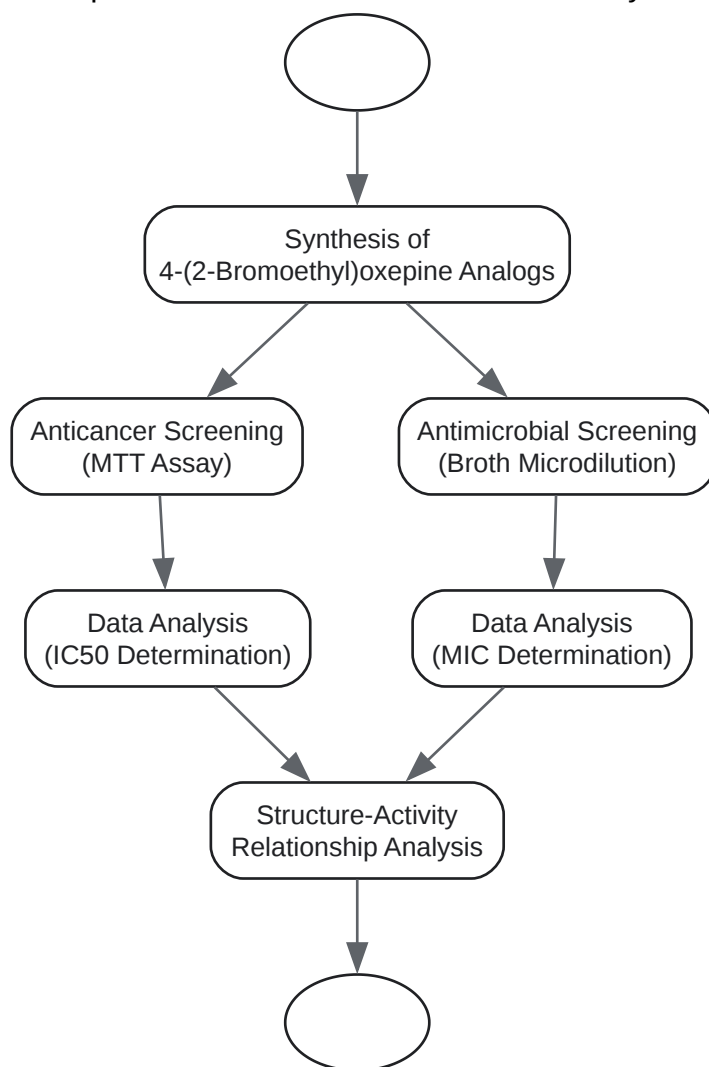 Synthesis of
4-(2-Bromoethyl)oxepine Analogs
Anticancer Screening
(MTT Assay)
Antimicrobial Screening
(Broth Microdilution)
Data Analysis
(IC50 Determination)
Data Analysis
(MIC Determination)
Structure-Activity
Relationship Analysis